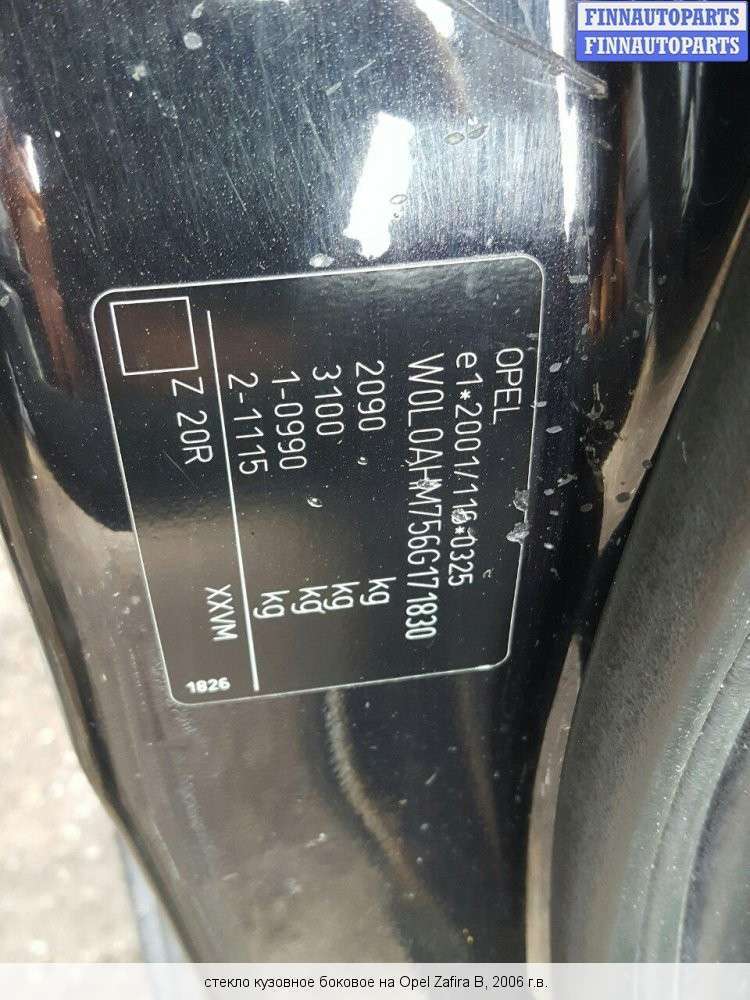 FINNAUTOPARTS
FINNAUTOPARTS
OPEL
e1*2001/116*0325
W0L0AHM756G171830
2090 kg
3100 kg
1-0990 kg
2-1115 kg
Z 20R XXVM
1826
стекло кузовное боковое на Opel Zafira B, 2006 г.в.